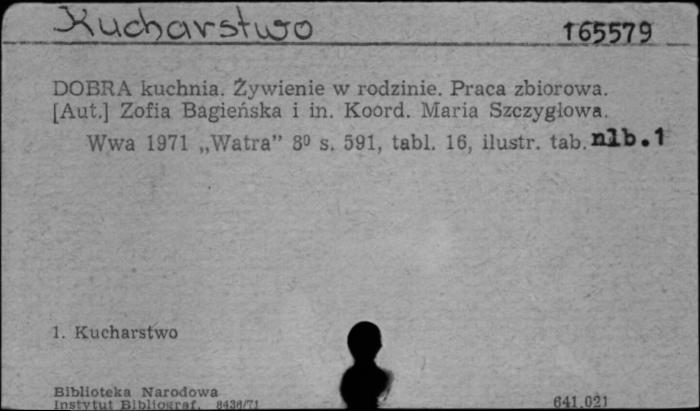 Kucharstwo 165579
DOBRA kuchnia. Żywienie w rodzinie. Praca zbiorowa.
[Aut.] Zofia Bagieńska i in. Koord. Maria Szczygłowa.
Wwa 1971 „Watra” 8⁰ s. 591, tabl. 16, ilustr. tab. nlb. 1
1. Kucharstwo
Biblioteka Narodowa
Instytut Bibliograf. 8436/71 641.021